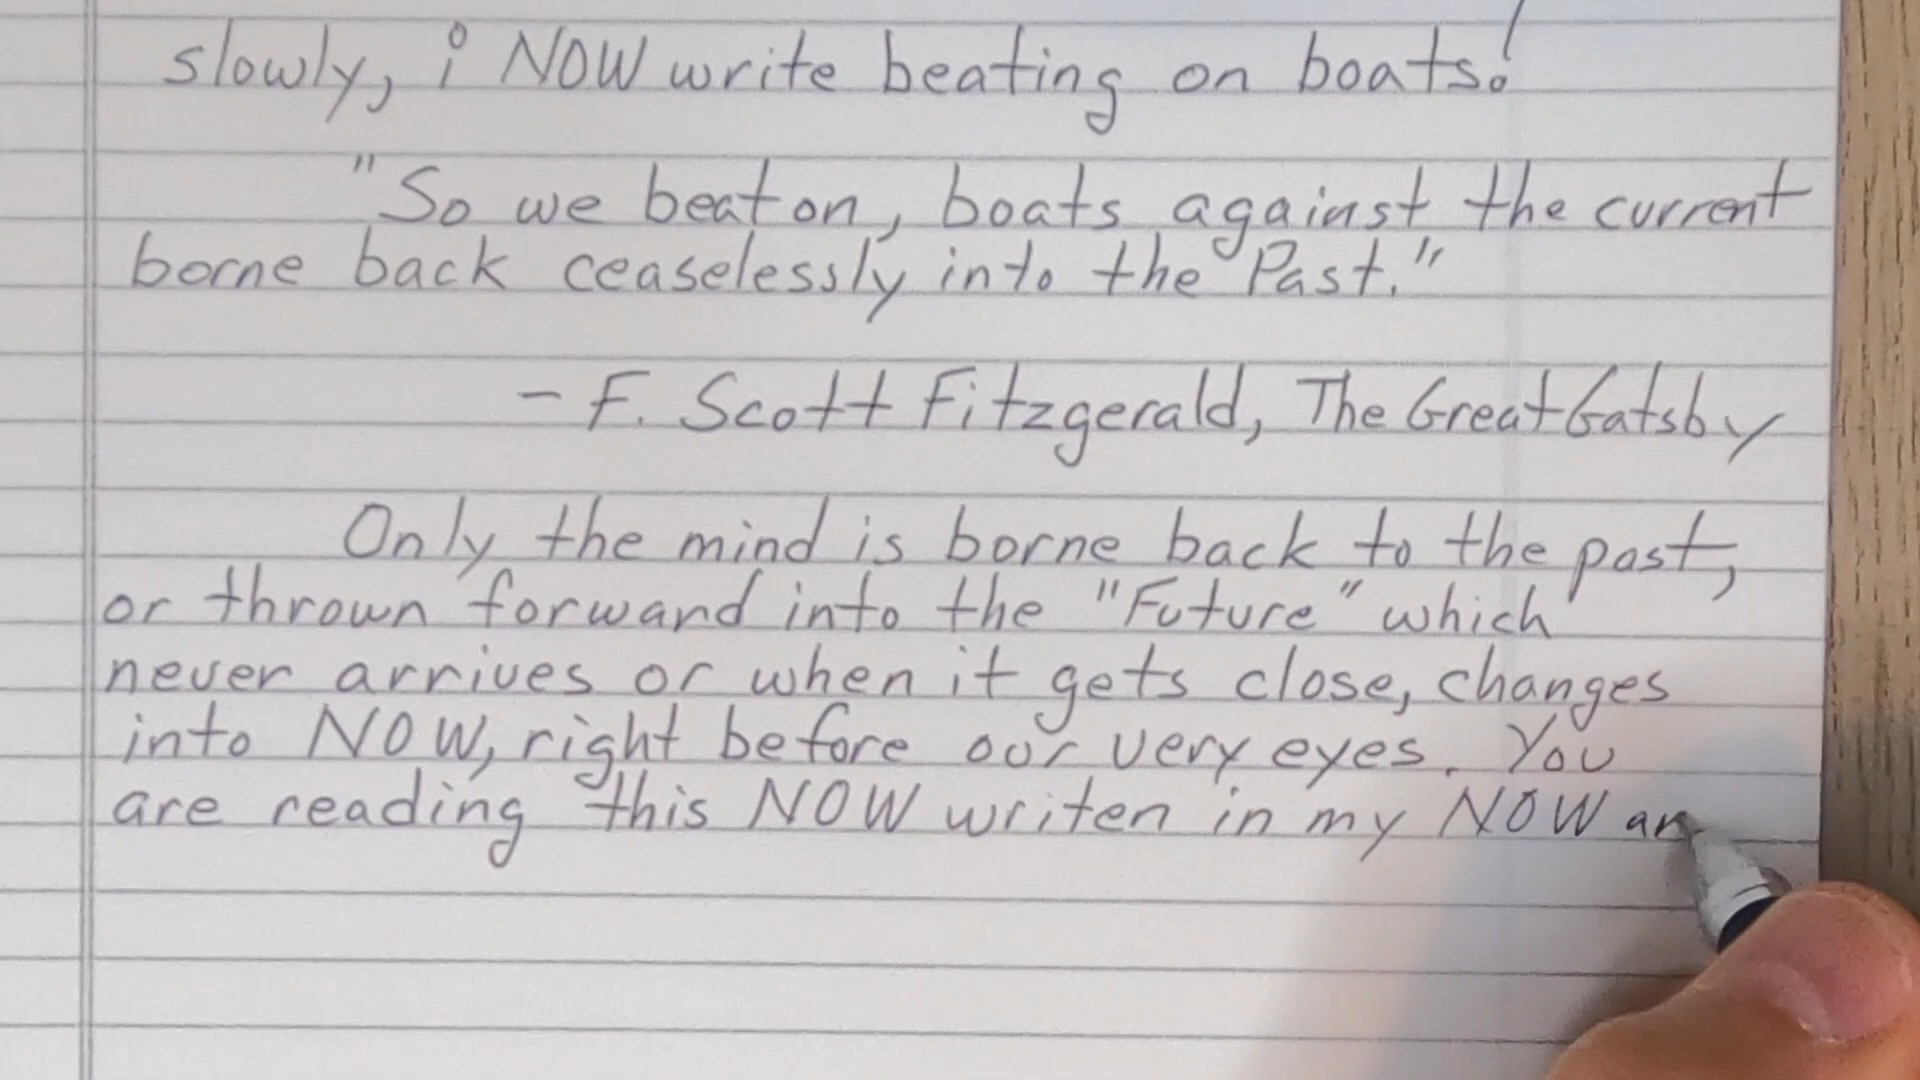 slowly, i NOW write beating on boats!
"So we beat on, boats against the current
borne back ceaselessly into the Past."
- F. Scott Fitzgerald, The Great Gatsby
Only the mind is borne back to the past,
or thrown forward into the "Future" which
never arrives or when it gets close, changes
into NOW, right before our very eyes. You
are reading this NOW writen in my NOW an